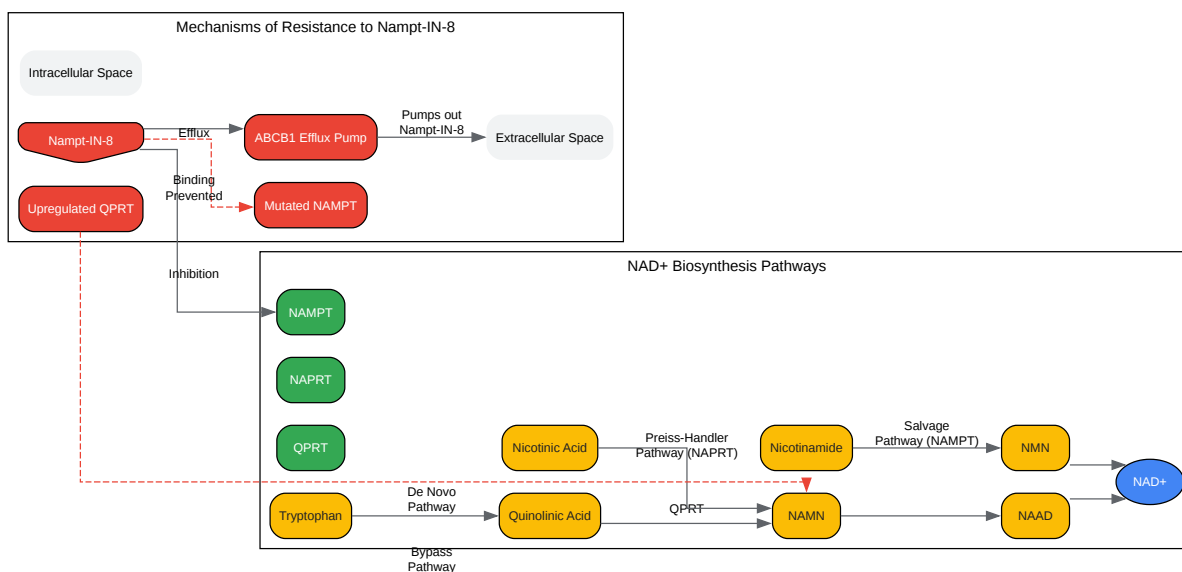 Mechanisms of Resistance to Nampt-IN-8
Intracellular Space
Nampt-IN-8
Efflux
ABCB1 Efflux Pump
Pumps out
Nampt-IN-8
Extracellular Space
Binding
Prevented
Upregulated QPRT
Mutated NAMPT
Inhibition
NAD+ Biosynthesis Pathways
NAMPT
NAPRT
QPRT
Nicotinic Acid
Preiss-Handler
Pathway (NAPRT)
Nicotinamide
Salvage
Pathway (NAMPT)
NMN
NAD+
Tryptophan
De Novo
Pathway
Quinolinic Acid
QPRT
NAMN
NAAD
Bypass
Pathway